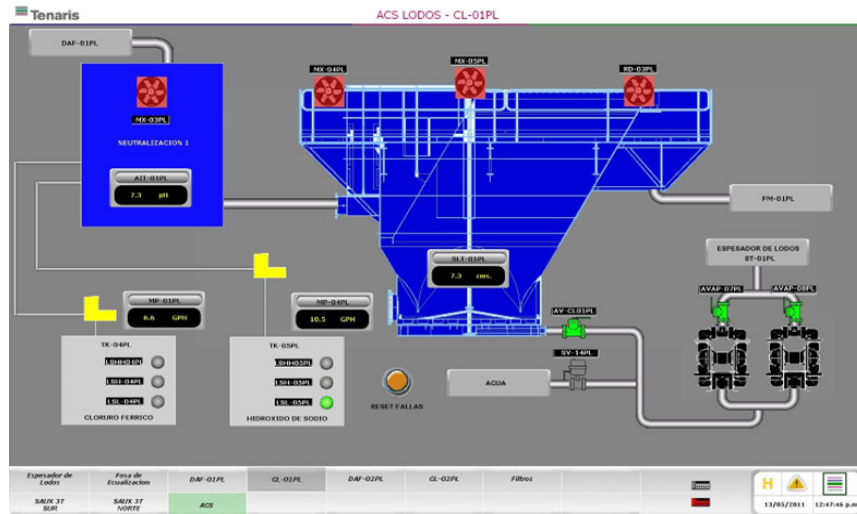 Tenaris
ACS LODOS - CL-01PL
DAF-01PL
MX-03PL
NEUTRALIZACION 1
AIT-01PL
7.3 pH
MX-04PL
MX-05PL
RD-03PL
FM-01PL
SLT-01PL
7.3 cms.
ESPESADOR DE LODOS
ST-01PL
AVAP-07PL
AVAP-08PL
MP-01PL
6.6 GPH
MP-04PL
10.5 GPH
AV-CL01PL
SV-14PL
AGUA
TK-04PL
LSHH04PL
LSH-04PL
LSL-04PL
CLORURO FERRICO
TK-05PL
LSHH05PL
LSH-05PL
LSL-05PL
HIDROXIDO DE SODIO
RESET FALLAS
Espesador de
Lodos
Fosa de
Ecualizacion
DAF-01PL
CL-01PL
DAF-02PL
CL-02PL
Filtros
SAUX 3T
SUR
SAUX 3T
NORTE
ACS
H
13/05/2011
12:47:46 p.m